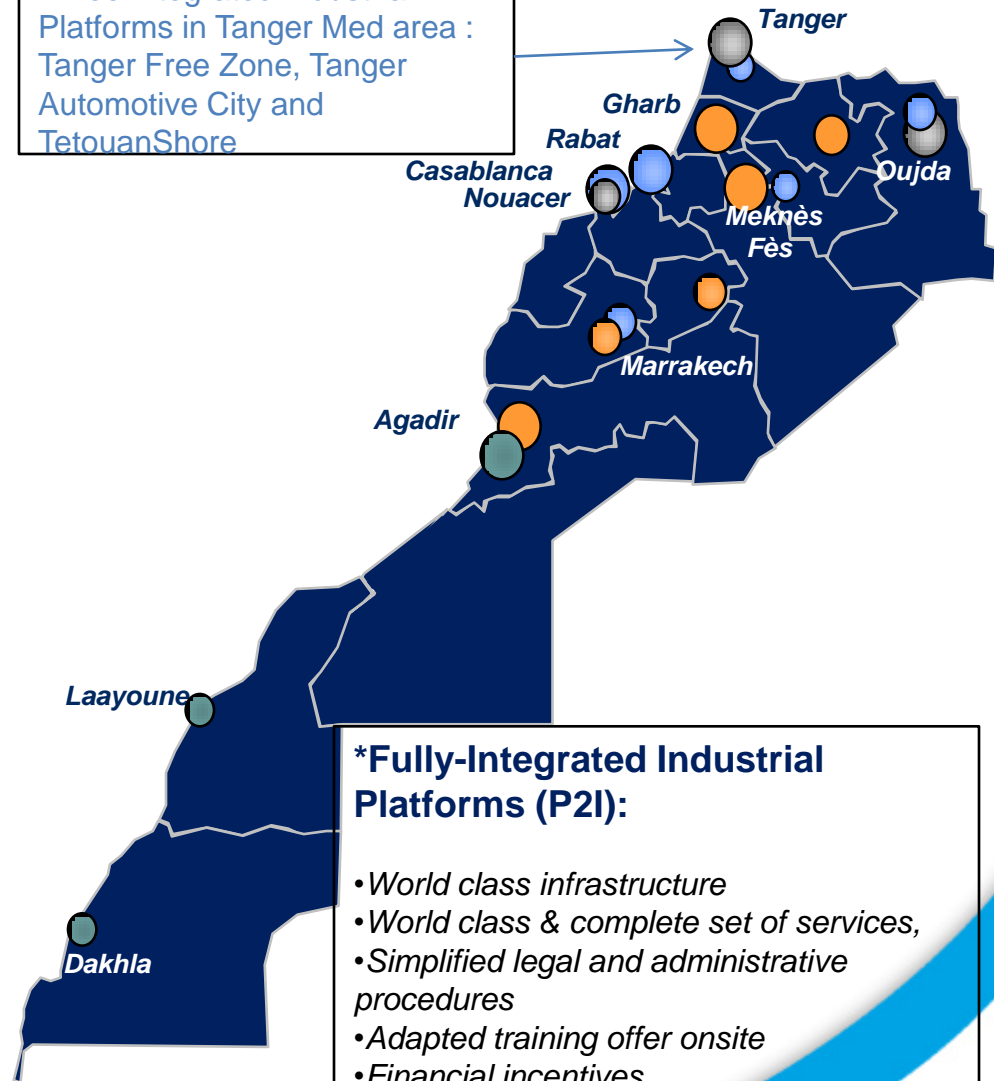 Platforms in Tanger Med area :
Tanger Free Zone, Tanger
Automotive City and
TetouanShore
Tanger
Gharb
Rabat
Casablanca
Nouacer
Oujda
Meknès
Fès
Marrakech
Agadir
Laayoune
Dakhla
*Fully-Integrated Industrial
Platforms (P2I):
•World class infrastructure
•World class & complete set of services,
•Simplified legal and administrative
procedures
•Adapted training offer onsite
•Financial incentives